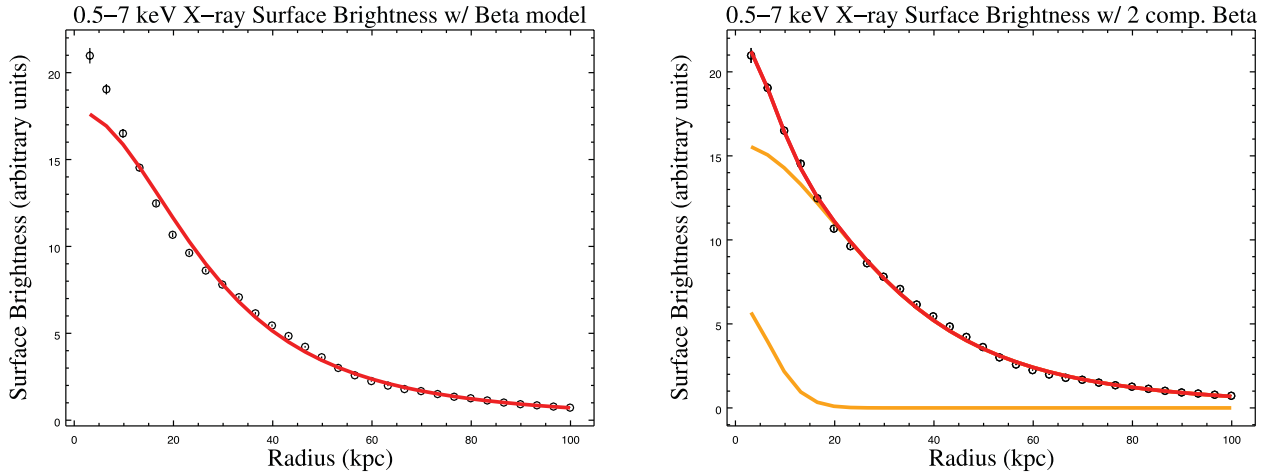 0.5−7 keV X−ray Surface Brightness w/ Beta model
Surface Brightness (arbitrary units)
20
15
10
5
0
0 20 40 60 80 100
Radius (kpc)
0.5−7 keV X−ray Surface Brightness w/ 2 comp. Beta
Surface Brightness (arbitrary units)
20
15
10
5
0
0 20 40 60 80 100
Radius (kpc)